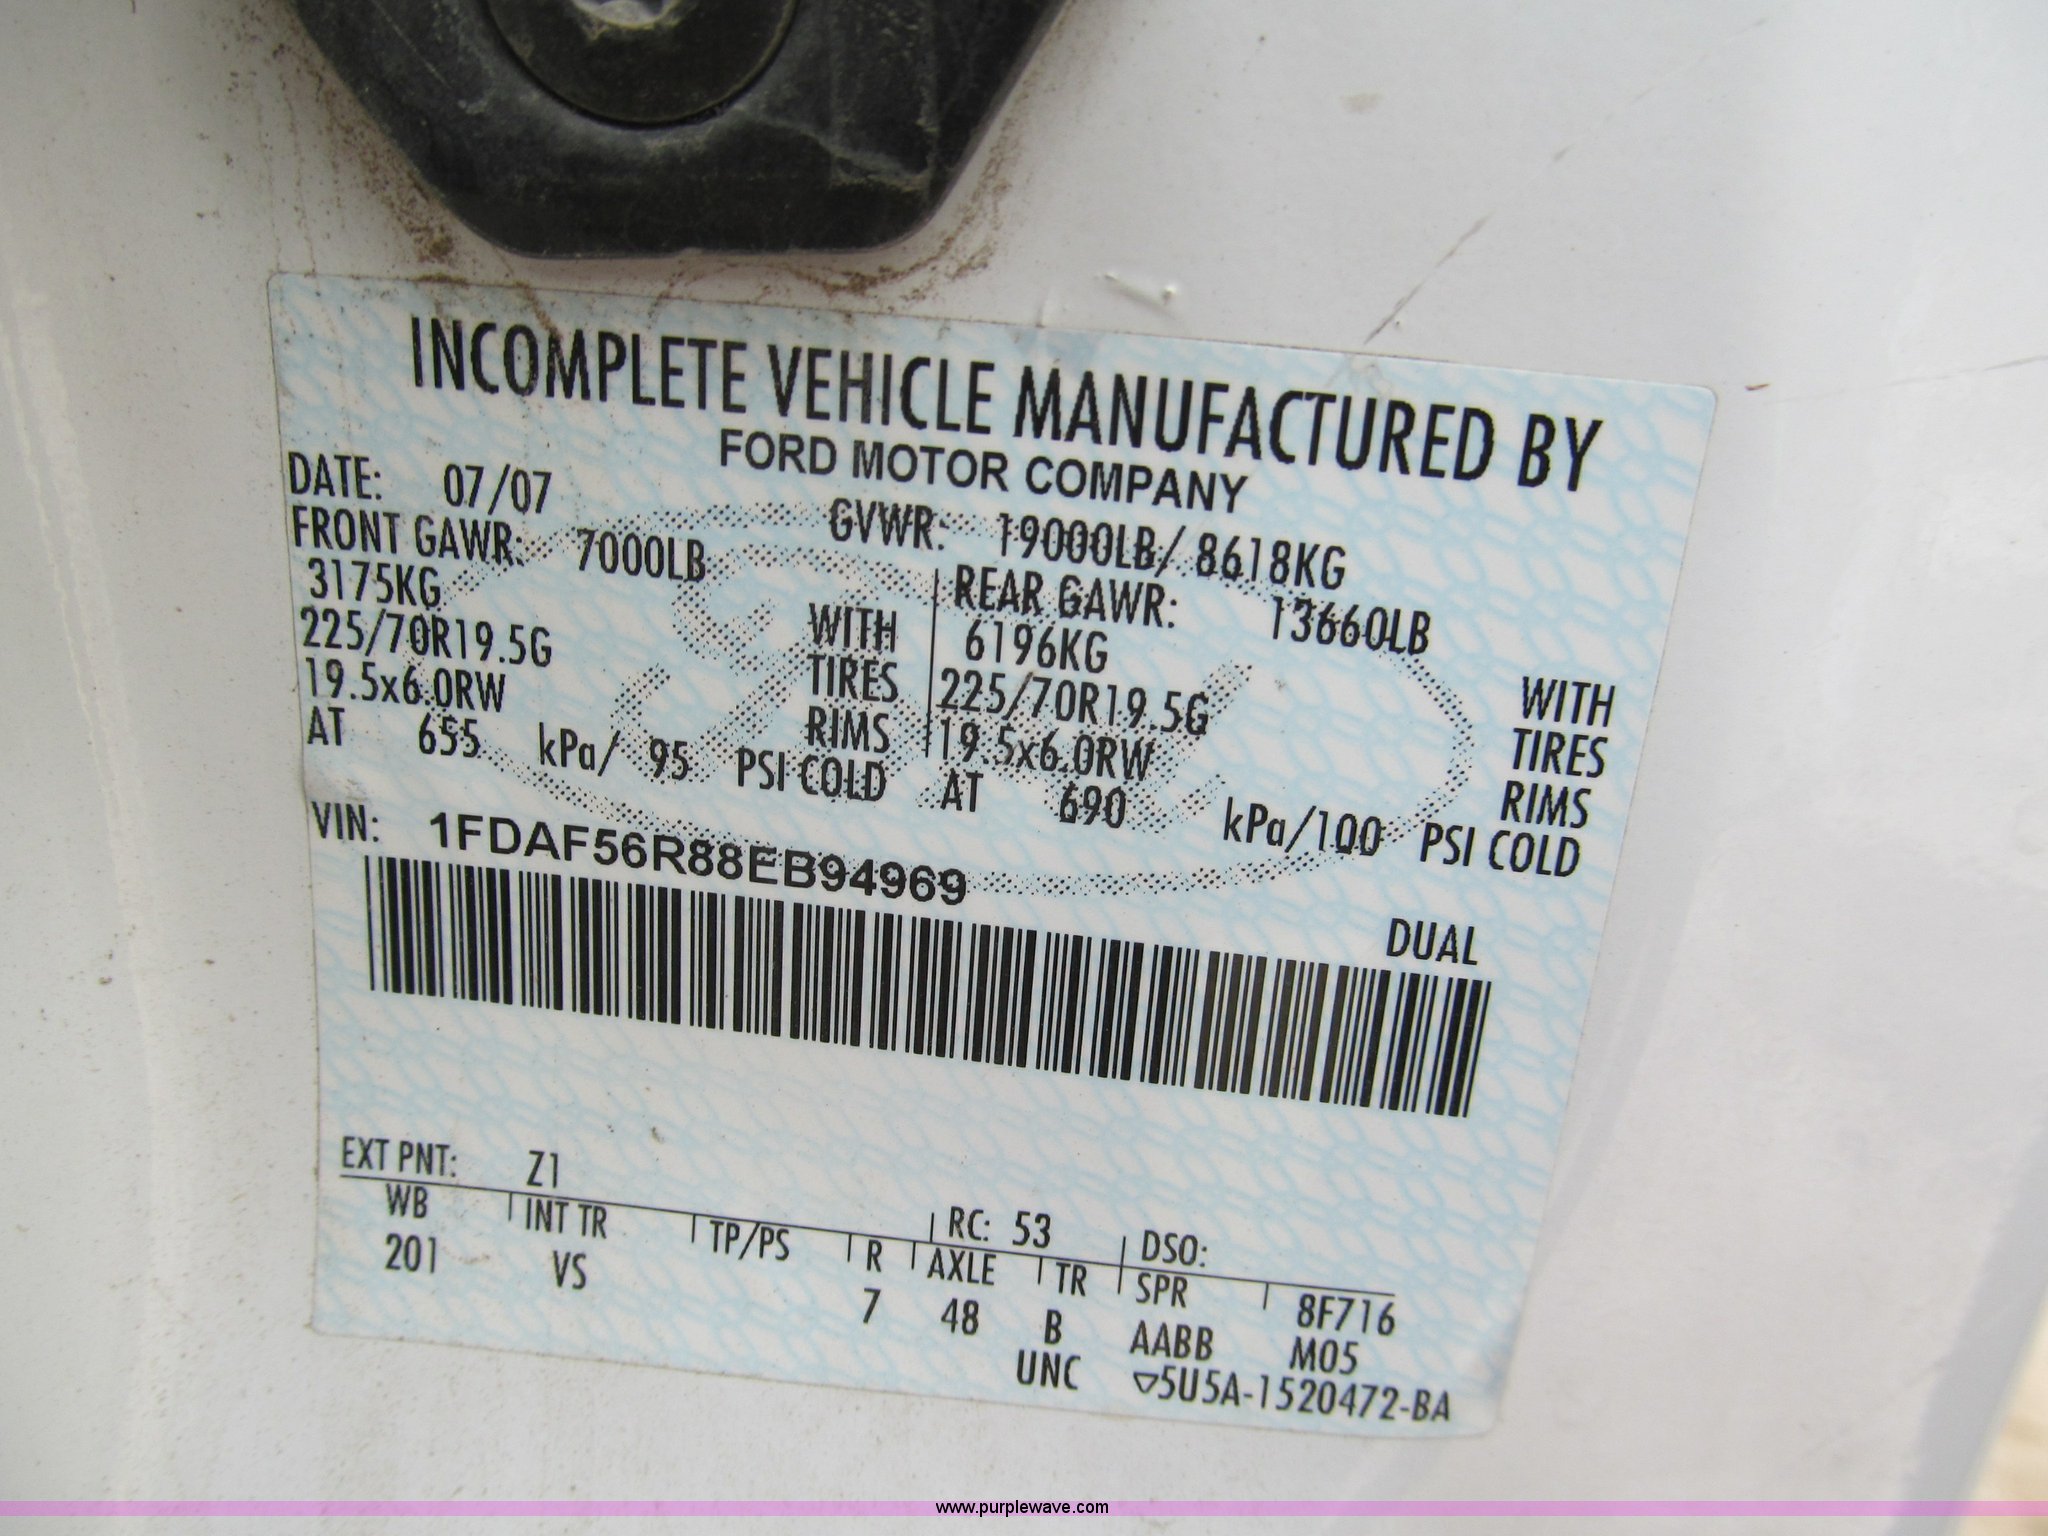 INCOMPLETE VEHICLE MANUFACTURED BY
FORD MOTOR COMPANY
DATE: 07/07 GVWR: 19000LB/ 8618KG
FRONT GAWR: 7000LB REAR GAWR: 13660LB
3175KG WITH 6196KG WITH
225/70R19.5G TIRES 225/70R19.5G TIRES
19.5x6.0RW RIMS 19.5x6.0RW RIMS
AT 655 kPa/ 95 PSI COLD AT 690 kPa/100 PSI COLD
VIN: 1FDAF56R88EB94969
DUAL
EXT PNT: Z1 RC: 53 DSO:
WB INT TR TP/PS R AXLE TR SPR 8F716
201 VS 7 48 B AABB M05
UNC ▽5U5A-1520472-BA
www.purplewave.com